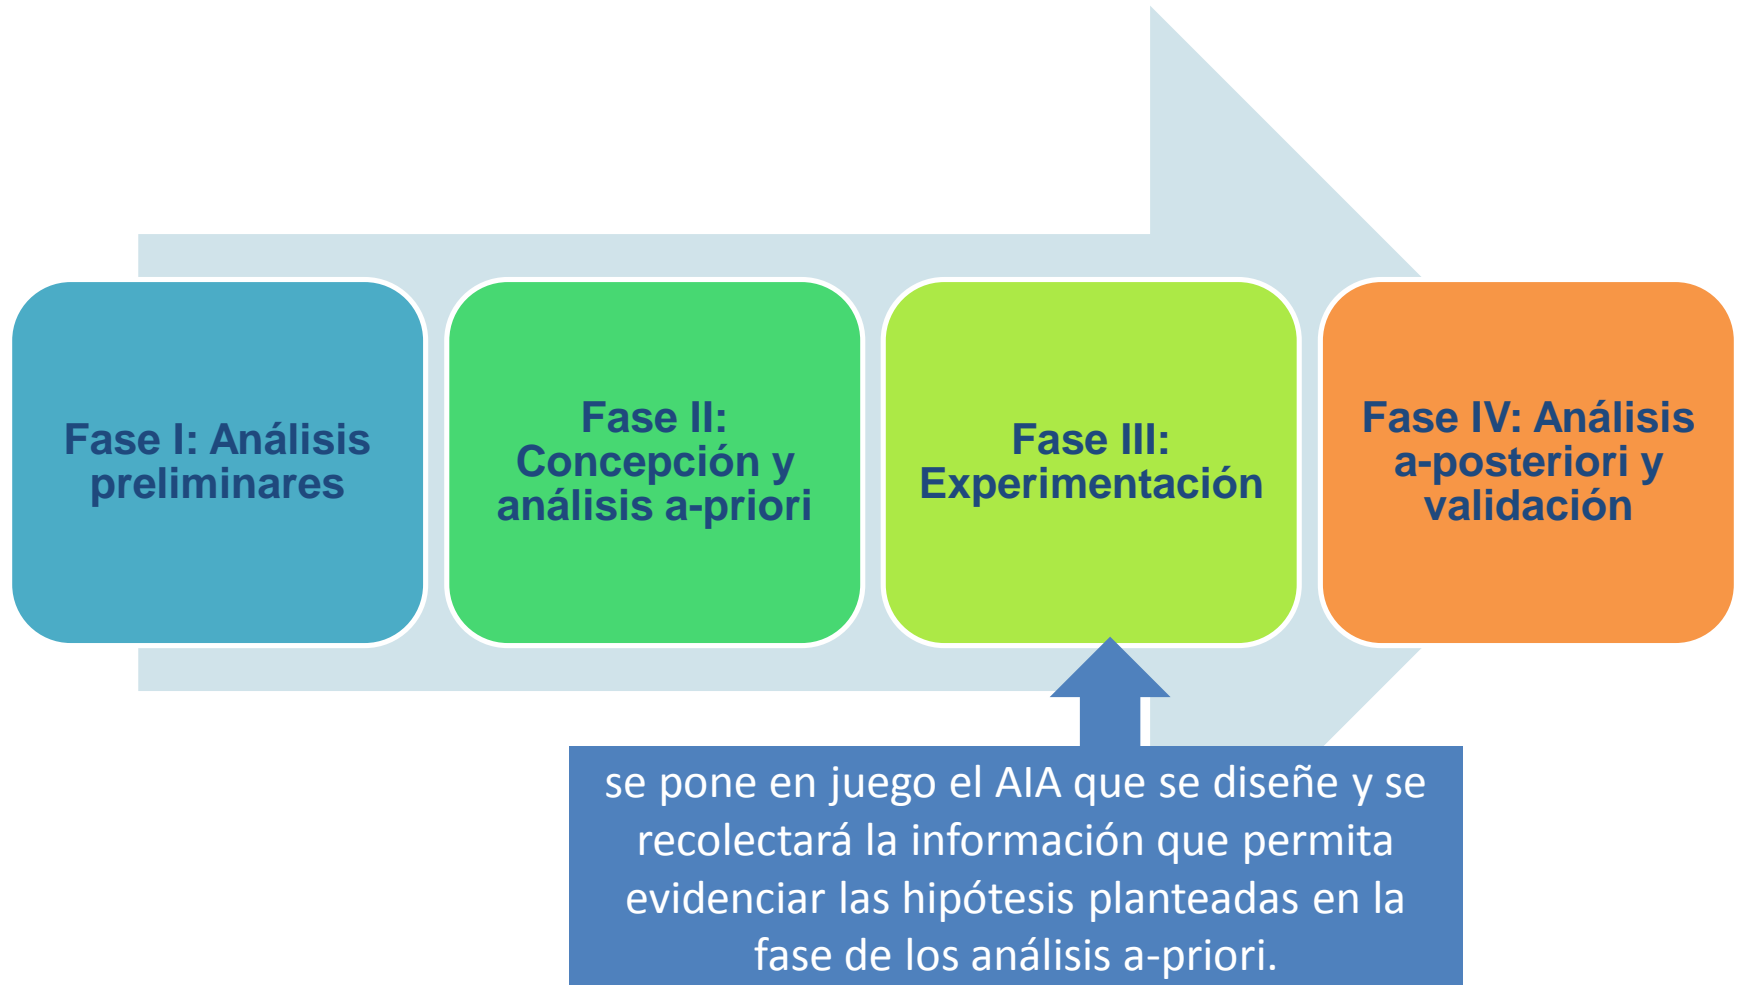 Fase I: Análisis
preliminares
Fase II:
Concepción y
análisis a-priori
Fase III:
Experimentación
Fase IV: Análisis
a-posteriori y
validación
se pone en juego el AIA que se diseñe y se
recolectará la información que permita
evidenciar las hipótesis planteadas en la
fase de los análisis a-priori.